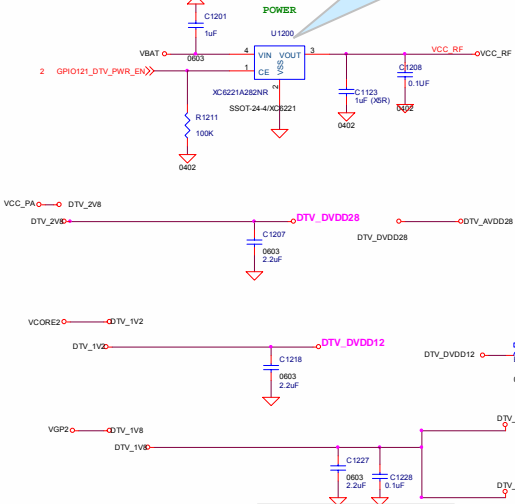 POWER
C1201
1uF
U1200
VBAT
4
VIN
VOUT
3
VCC_RF
VCC_RF
0603
2
GPIO121_DTV_PWR_EN
1
CE
VSS
2
C1208
0.1UF
0402
XC6221A282NR
C1123
1uF (X5R)
0402
SSOT-24-4/XC6221
R1211
100K
0402
VCC_PA
DTV_2V8
DTV_2V8
DTV_DVDD28
DTV_AVDD28
C1207
DTV_DVDD28
0603
2.2uF
VCORE2
DTV_1V2
DTV_1V2
DTV_DVDD12
DTV_DVDD12
C1218
0603
2.2uF
VGP2
DTV_1V8
DTV_
DTV_1V8
C1227
0603
2.2uF
C1228
0.1uF
DTV_